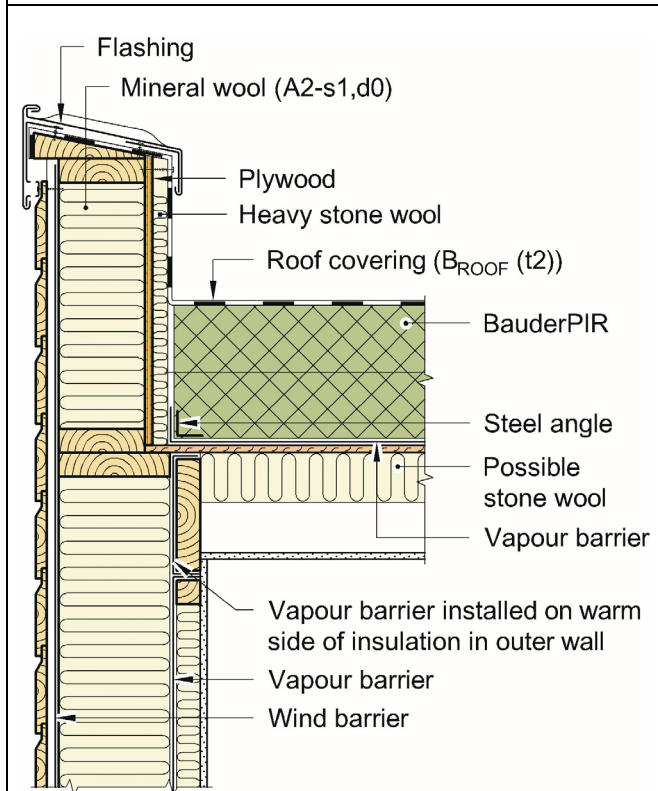 Flashing
Mineral wool (A2-s1,d0)
Plywood
Heavy stone wool
Roof covering (BROOF (t2))
BauderPIR
Steel angle
Possible
stone wool
Vapour barrier
Vapour barrier installed on warm
side of insulation in outer wall
Vapour barrier
Wind barrier